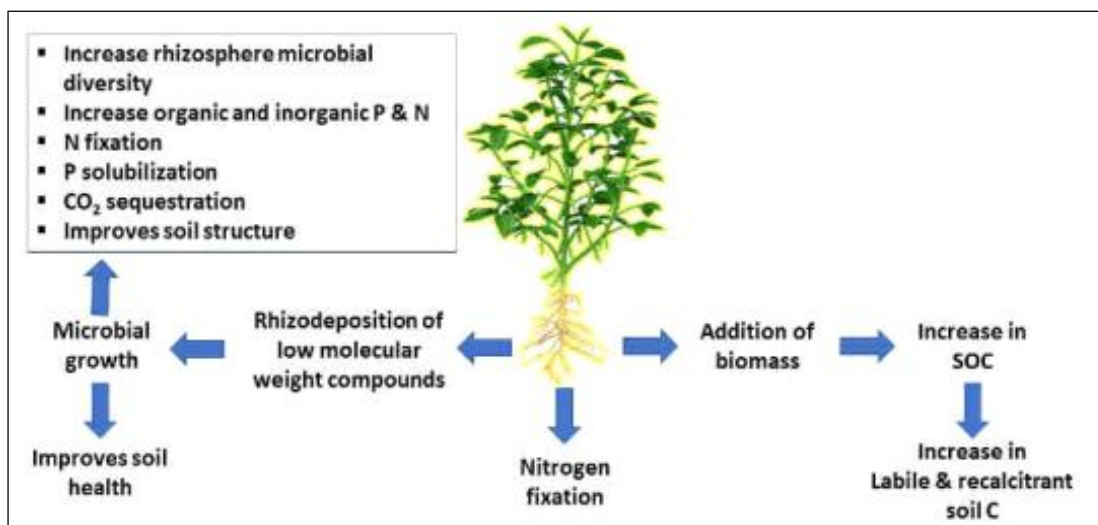 ▪ Increase rhizosphere microbial
diversity
▪ Increase organic and inorganic P & N
▪ N fixation
▪ P solubilization
▪ CO₂ sequestration
▪ Improves soil structure
Microbial
growth
Rhizodeposition of
low molecular
weight compounds
Addition of
biomass
Increase in
SOC
Improves soil
health
Nitrogen
fixation
Increase in
Labile & recalcitrant
soil C